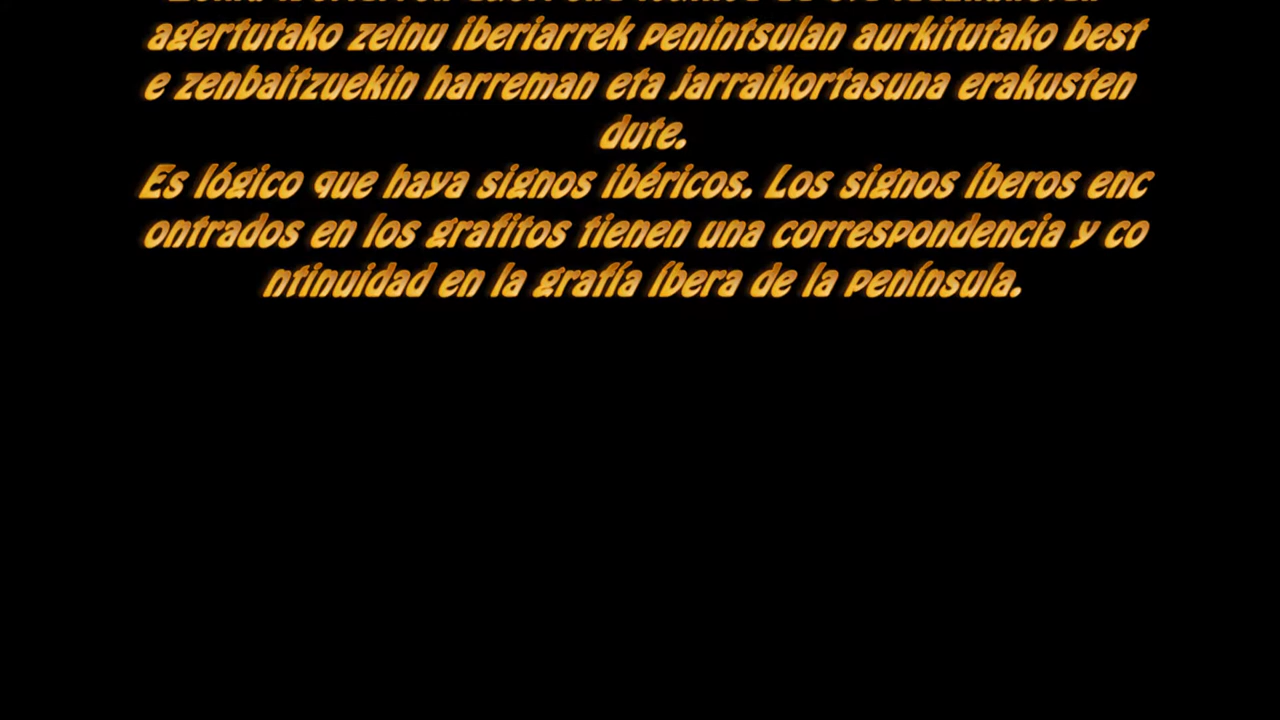 agertutako zeinu iberiarrek penintsulan aurkitutako best
e zenbaitzuekin harreman eta jarraikortasuna erakusten
dute.
Es lógico que haya signos ibéricos. Los signos íberos enc
ontrados en los grafitos tienen una correspondencia y co
ntinuidad en la grafía íbera de la península.